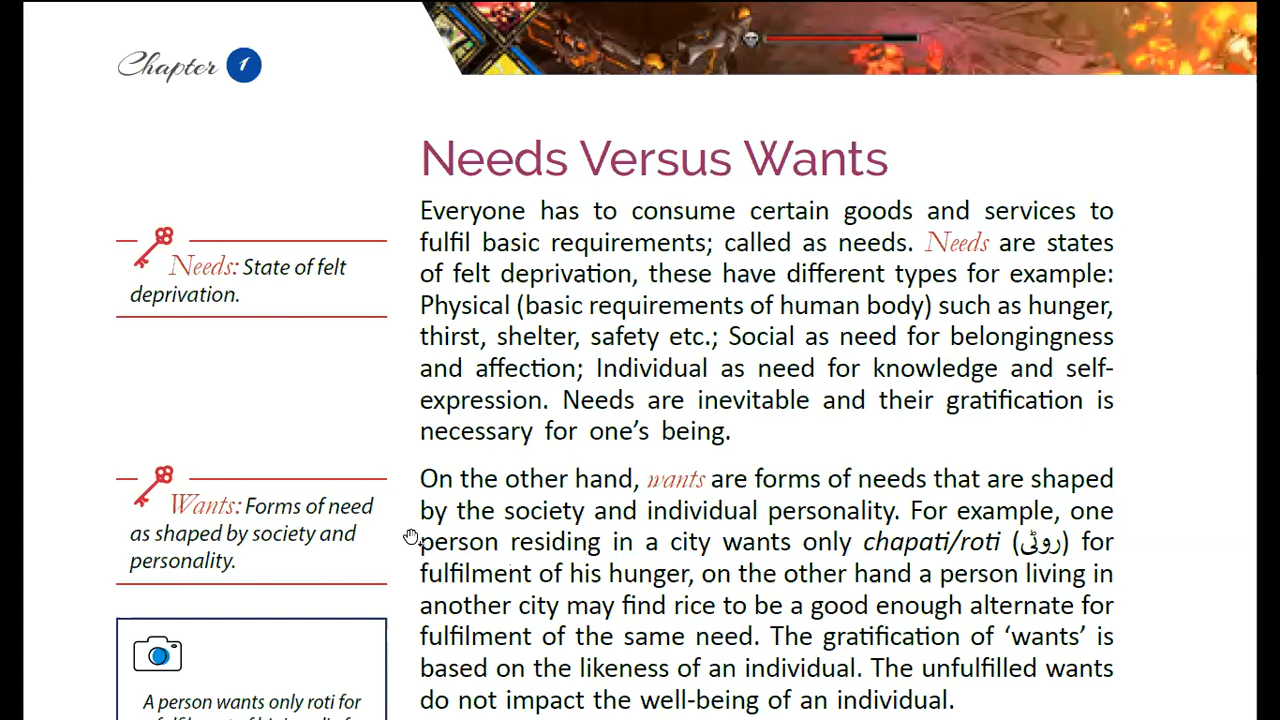 Chapter 1
Needs Versus Wants
Everyone has to consume certain goods and services to
fulfil basic requirements; called as needs. Needs are states
of felt deprivation, these have different types for example:
Physical (basic requirements of human body) such as hunger,
thirst, shelter, safety etc.; Social as need for belongingness
and affection; Individual as need for knowledge and self-
expression. Needs are inevitable and their gratification is
necessary for one’s being.
Needs: State of felt
deprivation.
On the other hand, wants are forms of needs that are shaped
by the society and individual personality. For example, one
person residing in a city wants only chapati/roti (روٹی) for
fulfilment of his hunger, on the other hand a person living in
another city may find rice to be a good enough alternate for
fulfilment of the same need. The gratification of ‘wants’ is
based on the likeness of an individual. The unfulfilled wants
do not impact the well-being of an individual.
Wants: Forms of need
as shaped by society and
personality.
A person wants only roti for